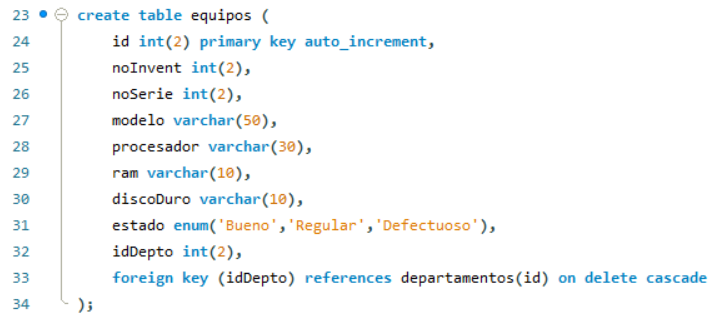 23 create table equipos (
24 id int(2) primary key auto_increment,
25 noInvent int(2),
26 noSerie int(2),
27 modelo varchar(50),
28 procesador varchar(30),
29 ram varchar(10),
30 discoDuro varchar(10),
31 estado enum('Bueno','Regular','Defectuoso'),
32 idDepto int(2),
33 foreign key (idDepto) references departamentos(id) on delete cascade
34 );